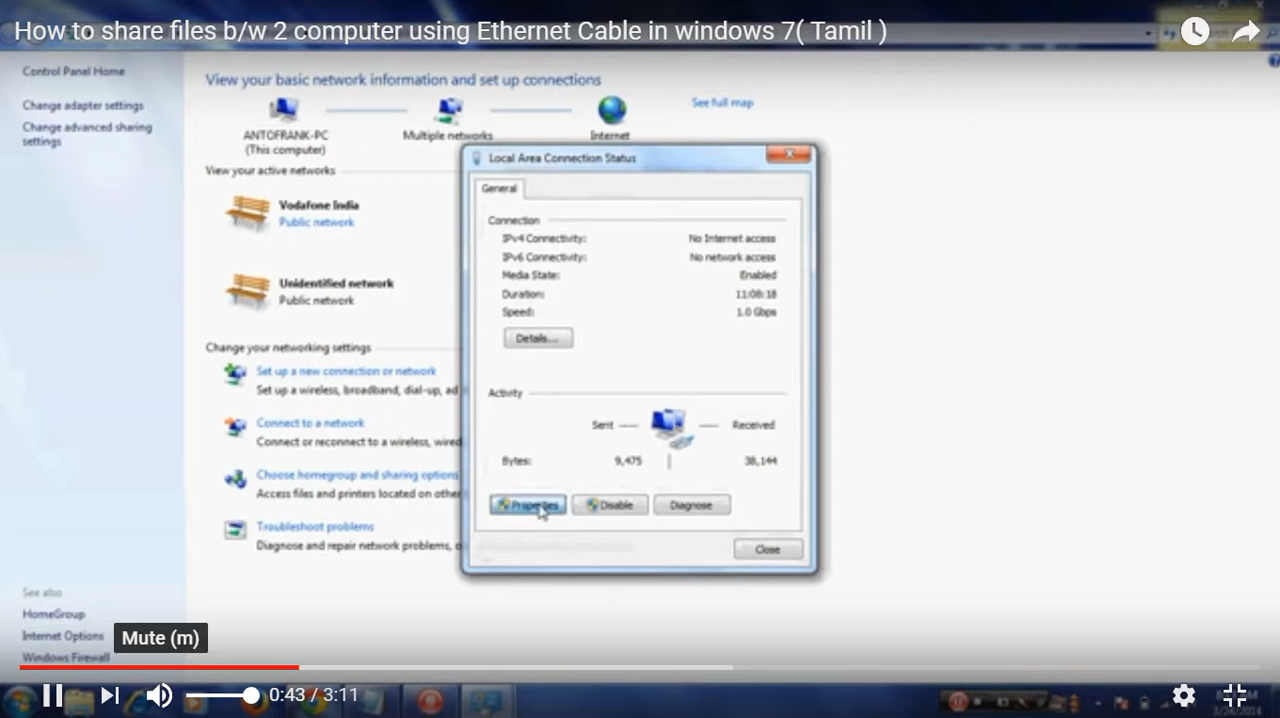 How to share files b/w 2 computer using Ethernet Cable in windows 7( Tamil )
Control Panel Home
Change adapter settings
Change advanced sharing
settings
View your basic network information and set up connections
See full map
ANTOFRANK-PC
(This computer)
Multiple networks
Internet
View your active networks
Vodafone India
Public network
Unidentified network
Public network
Change your networking settings
Set up a new connection or network
Set up a wireless, broadband, dial-up, ad
Connect to a network
Connect or reconnect to a wireless, wired
Choose homegroup and sharing options
Access files and printers located on other
Troubleshoot problems
Diagnose and repair network problems, o
Local Area Connection Status
General
Connection
IPv4 Connectivity: No Internet access
IPv6 Connectivity: No network access
Media State: Enabled
Duration: 11:08:18
Speed: 1.0 Gbps
Details...
Activity
Sent Received
Bytes: 9,475 38,144
Properties Disable Diagnose
Close
See also
HomeGroup
Internet Options
Windows Firewall
Mute (m)
0:43 / 3:11